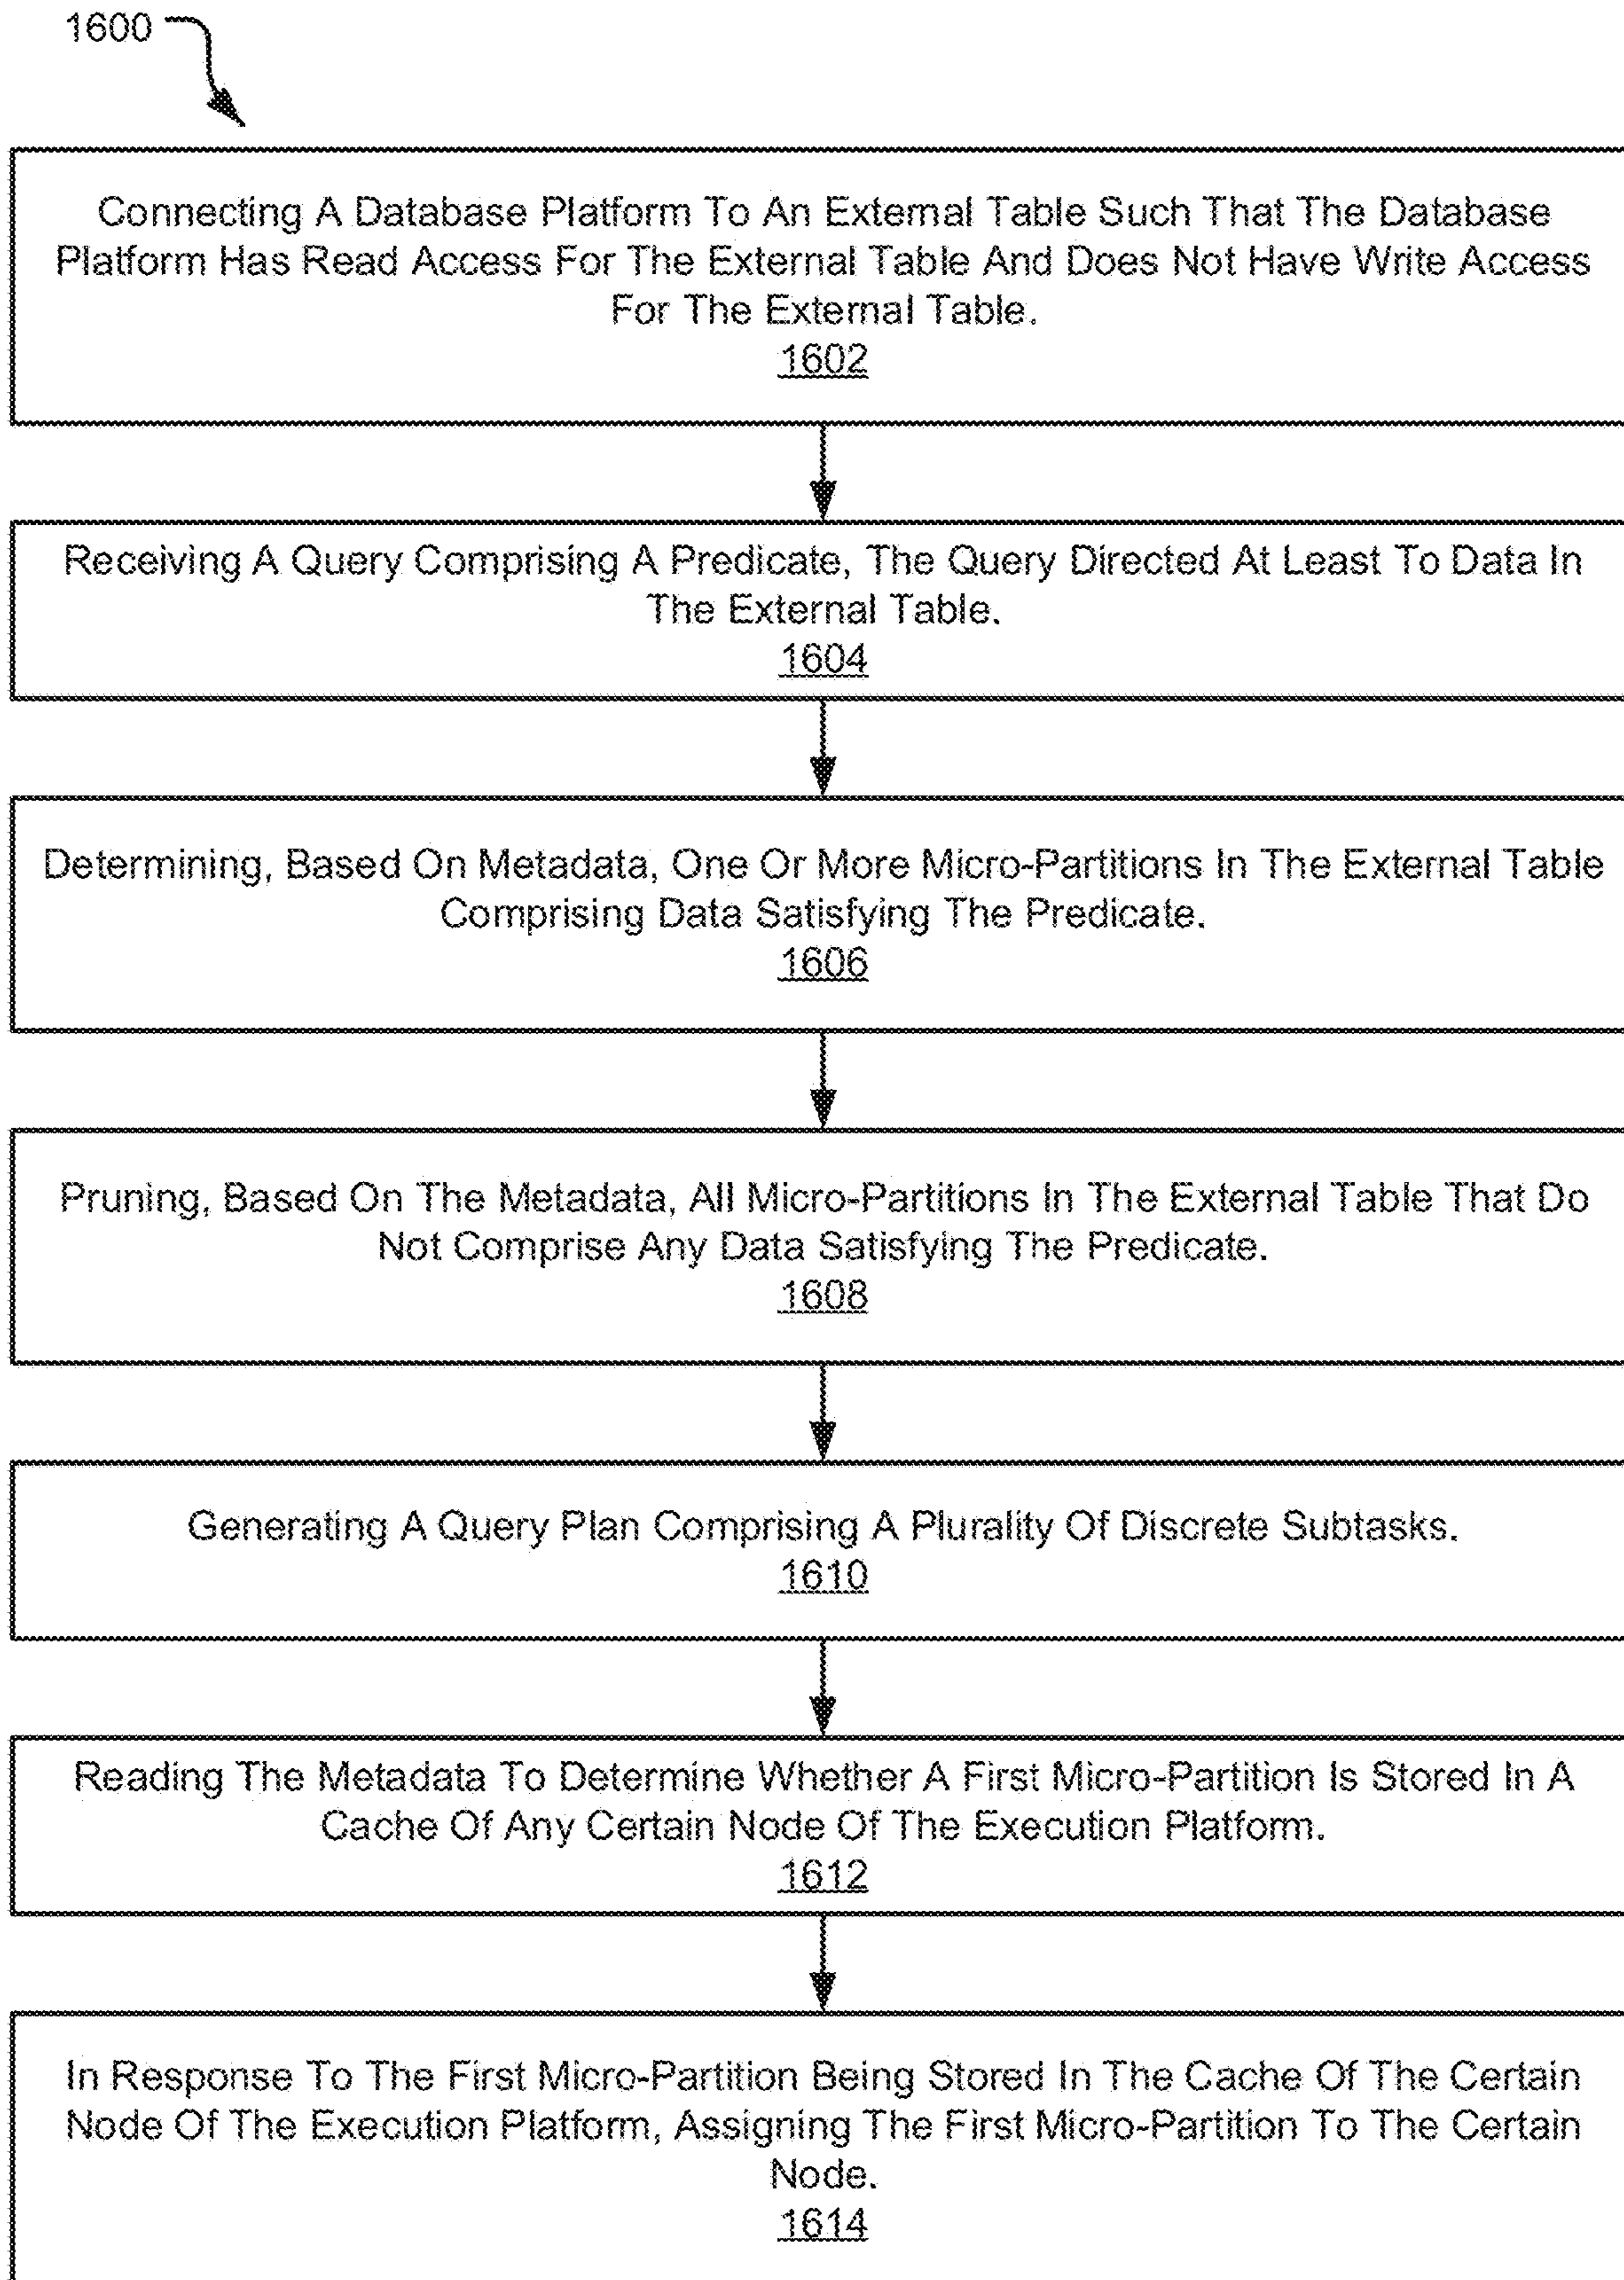 1600
Connecting A Database Platform To An External Table Such That The Database
Platform Has Read Access For The External Table And Does Not Have Write Access
For The External Table.
1602
Receiving A Query Comprising A Predicate, The Query Directed At Least To Data In
The External Table.
1604
Determining, Based On Metadata, One Or More Micro-Partitions In The External Table
Comprising Data Satisfying The Predicate.
1606
Pruning, Based On The Metadata, All Micro-Partitions In The External Table That Do
Not Comprise Any Data Satisfying The Predicate.
1608
Generating A Query Plan Comprising A Plurality Of Discrete Subtasks.
1610
Reading The Metadata To Determine Whether A First Micro-Partition Is Stored In A
Cache Of Any Certain Node Of The Execution Platform.
1612
In Response To The First Micro-Partition Being Stored In The Cache Of The Certain
Node Of The Execution Platform, Assigning The First Micro-Partition To The Certain
Node.
1614